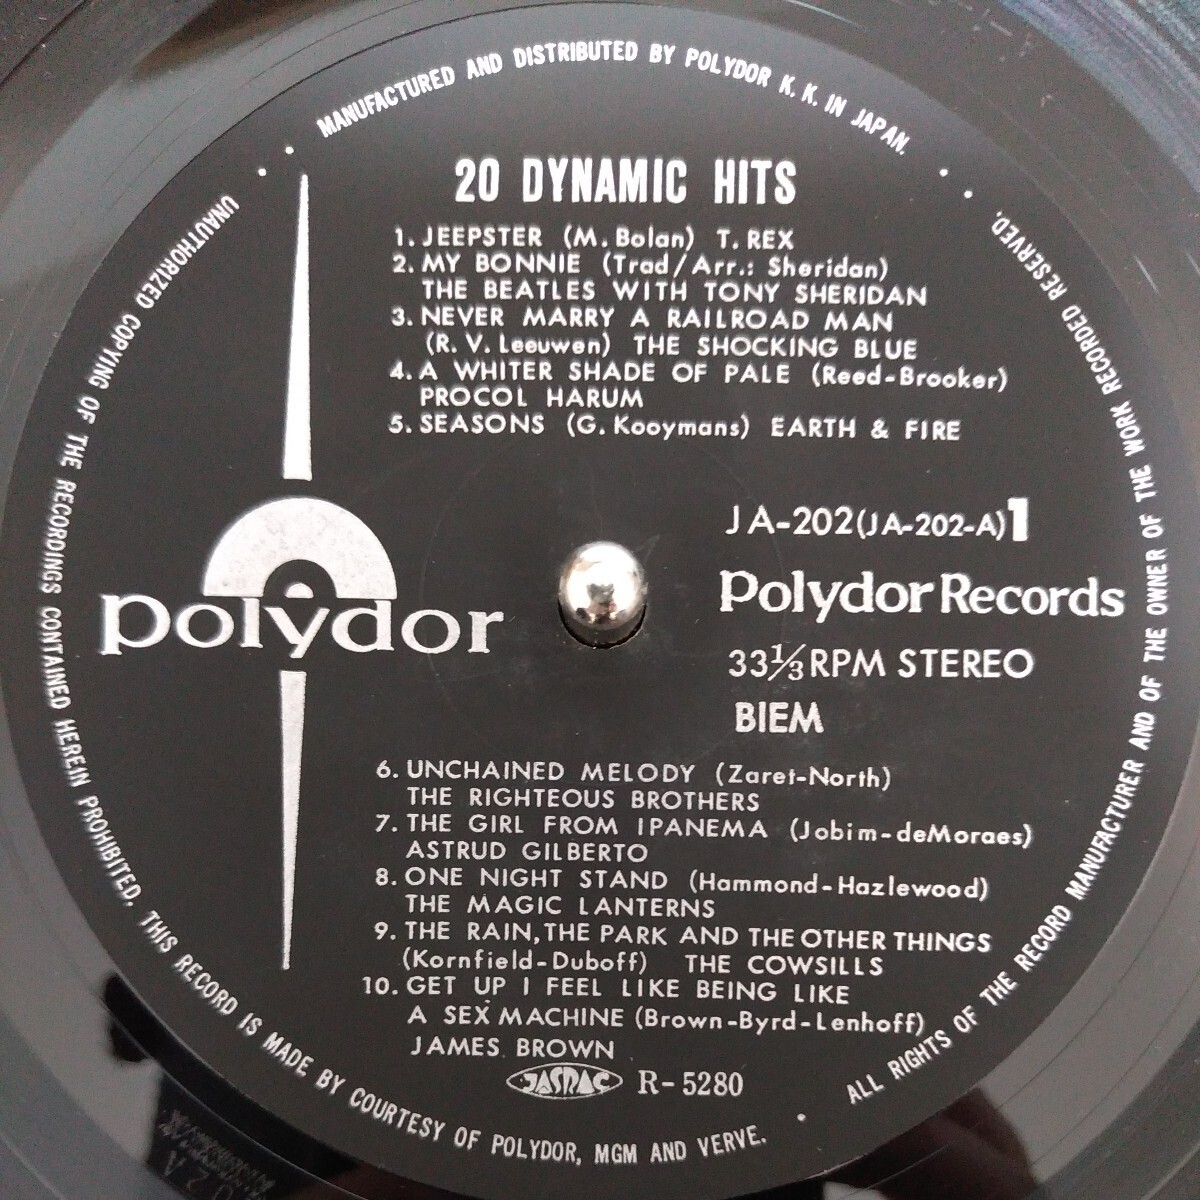 MANUFACTURED AND DISTRIBUTED BY POLYDOR K. K. IN JAPAN.
20 DYNAMIC HITS
1. JEEPSTER (M. Bolan) T. REX
2. MY BONNIE (Trad/Arr.: Sheridan)
THE BEATLES WITH TONY SHERIDAN
3. NEVER MARRY A RAILROAD MAN
(R. V. Leeuwen) THE SHOCKING BLUE
4. A WHITER SHADE OF PALE (Reed-Brooker)
PROCOL HARUM
5. SEASONS (G. Kooymans) EARTH & FIRE
JA-202(JA-202-A)1
polydor
Polydor Records
33⅓ RPM STEREO
BIEM
6. UNCHAINED MELODY (Zaret-North)
THE RIGHTEOUS BROTHERS
7. THE GIRL FROM IPANEMA (Jobim-deMoraes)
ASTRUD GILBERTO
8. ONE NIGHT STAND (Hammond-Hazlewood)
THE MAGIC LANTERNS
9. THE RAIN, THE PARK AND THE OTHER THINGS
(Kornfield-Duboff) THE COWSILLS
10. GET UP I FEEL LIKE BEING LIKE
A SEX MACHINE (Brown-Byrd-Lenhoff)
JAMES BROWN
JASRAC R-5280
ALL RIGHTS OF THE RECORD MANUFACTURER AND OF THE OWNER OF THE WORK RECORDED RESERVED.
UNAUTHORIZED COPYING OF THE RECORDINGS CONTAINED HEREIN PROHIBITED. THIS RECORD IS MADE BY COURTESY OF POLYDOR, MGM AND VERVE.